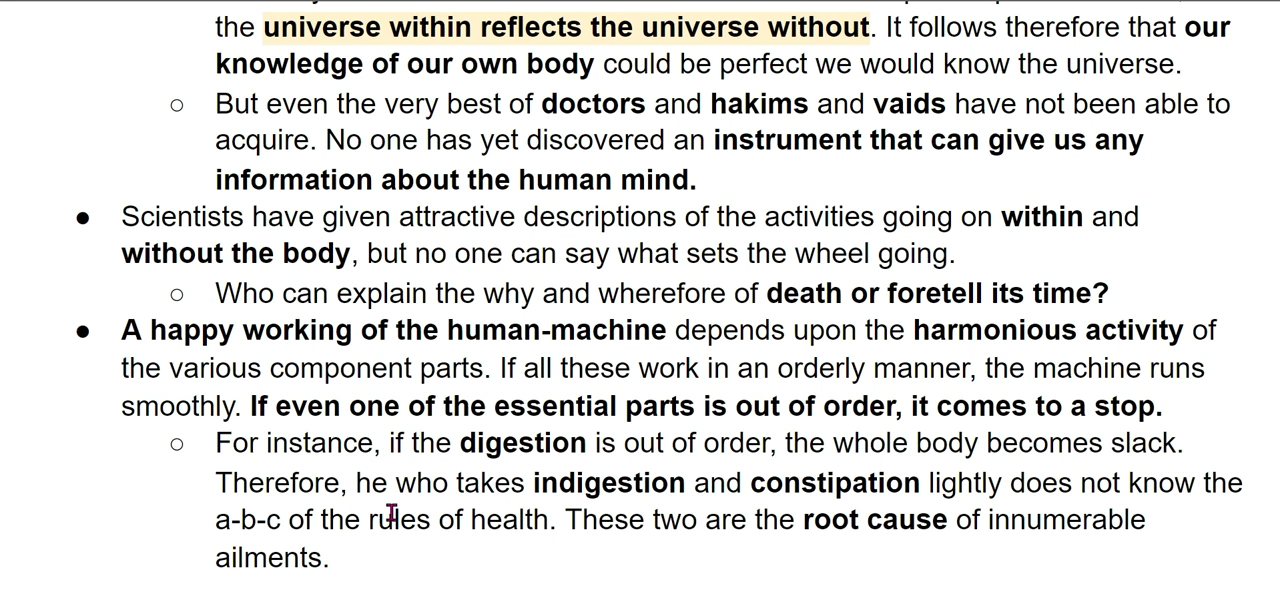 the universe within reflects the universe without. It follows therefore that our
knowledge of our own body could be perfect we would know the universe.
○ But even the very best of doctors and hakims and vaids have not been able to
acquire. No one has yet discovered an instrument that can give us any
information about the human mind.
● Scientists have given attractive descriptions of the activities going on within and
without the body, but no one can say what sets the wheel going.
○ Who can explain the why and wherefore of death or foretell its time?
● A happy working of the human-machine depends upon the harmonious activity of
the various component parts. If all these work in an orderly manner, the machine runs
smoothly. If even one of the essential parts is out of order, it comes to a stop.
○ For instance, if the digestion is out of order, the whole body becomes slack.
Therefore, he who takes indigestion and constipation lightly does not know the
a-b-c of the rules of health. These two are the root cause of innumerable
ailments.